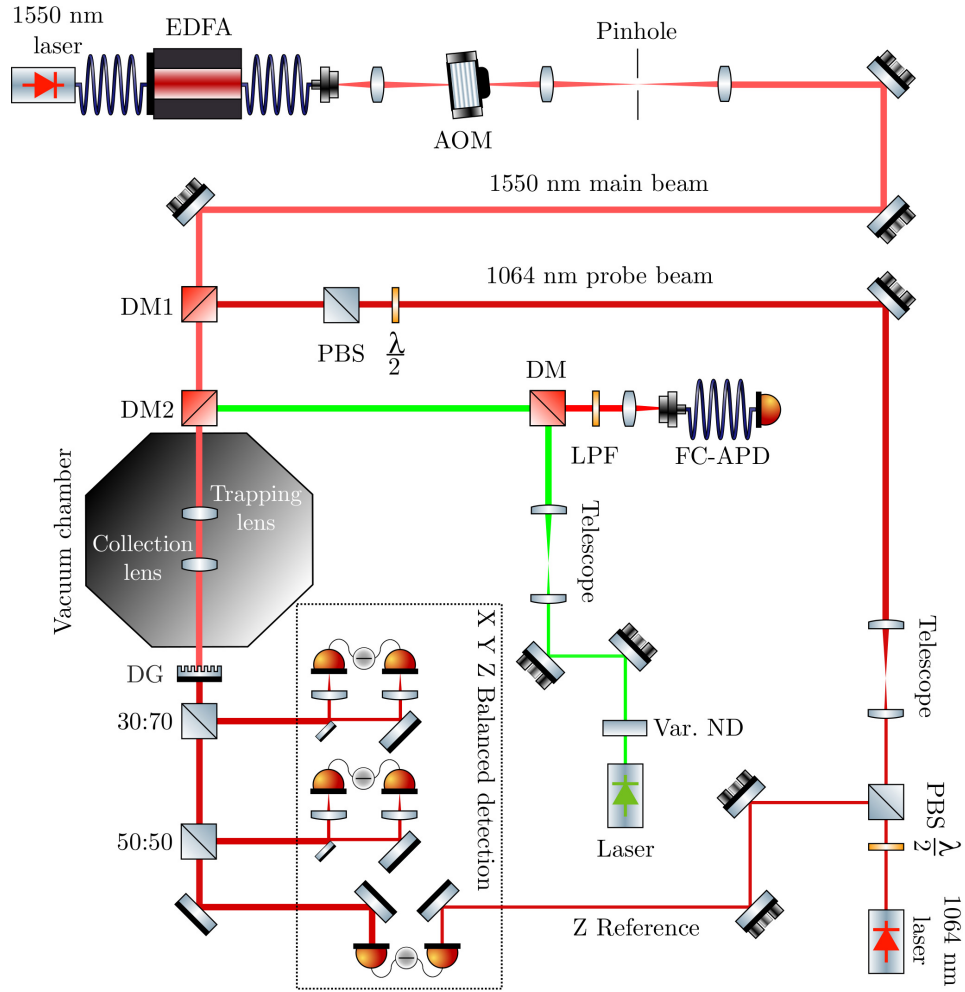 1550 nm
laser
EDFA
Pinhole
AOM
1550 nm main beam
1064 nm probe beam
DM1
PBS
λ
2
DM
DM2
LPF
FC-APD
Trapping
lens
Collection
lens
Vacuum chamber
Telescope
X Y Z Balanced detection
Telescope
DG
30:70
Var. ND
50:50
Laser
PBS
λ
2
Z Reference
1064 nm
laser